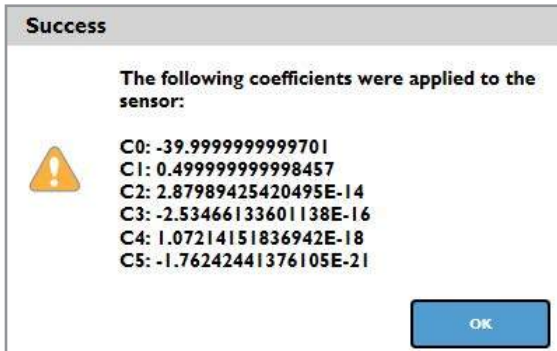 Success
The following coefficients were applied to the
sensor:
C0: -39.9999999999701
C1: 0.499999999998457
C2: 2.87989425420495E-14
C3: -2.53466133601138E-16
C4: 1.07214151836942E-18
C5: -1.76242441376105E-21
OK